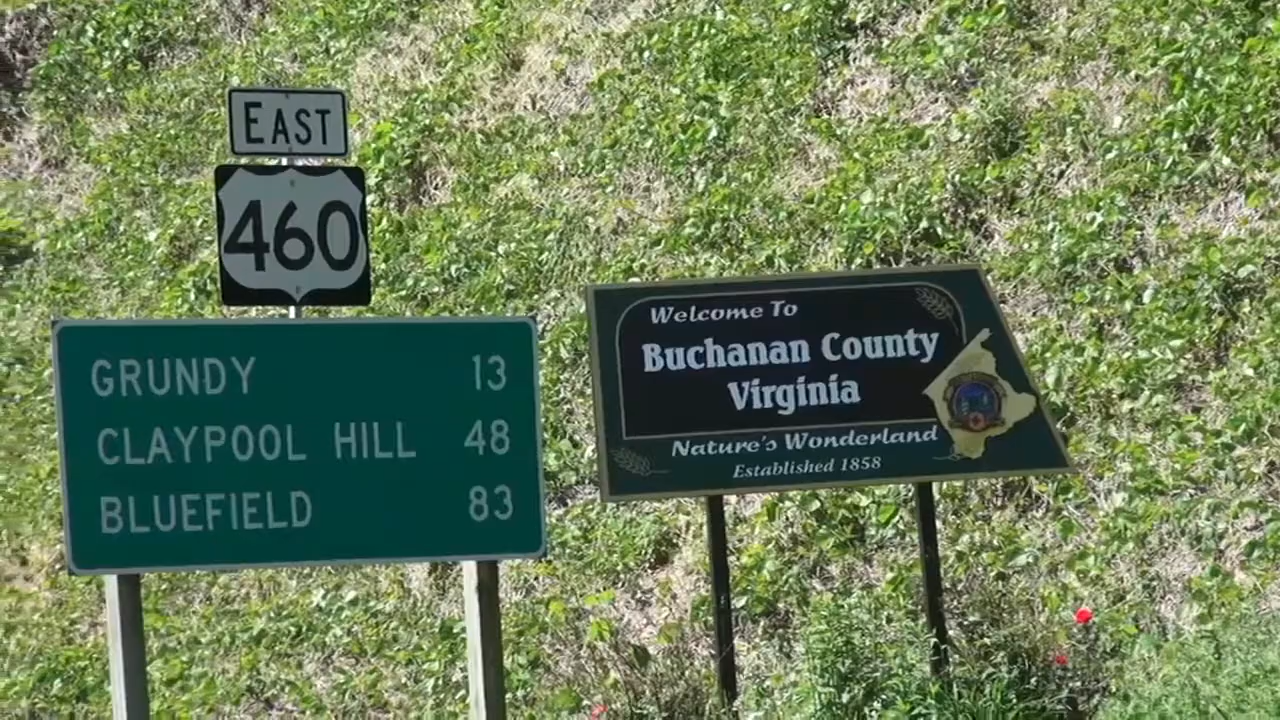 EAST
460
GRUNDY 13
CLAYPOOL HILL 48
BLUEFIELD 83
Welcome To
Buchanan County
Virginia
Nature's Wonderland
Established 1858